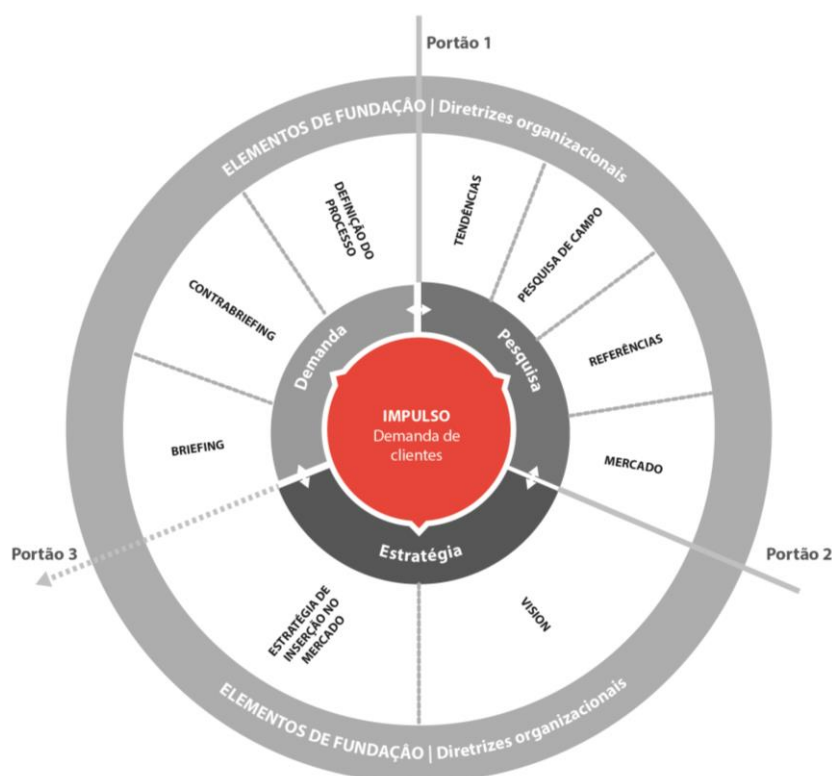 Portão 1
ELEMENTOS DE FUNDAÇÂO | Diretrizes organizacionais
DEFINIÇÃO DO
PROCESSO
TENDÊNCIAS
PESQUISA DE CAMPO
CONTRABRIEFING
REFERÊNCIAS
BRIEFING
MERCADO
Demanda
Pesquisa
IMPULSO
Demanda de
clientes
Estratégia
Portão 3
Portão 2
ESTRATÉGIA DE
INSERÇÃO NO
MERCADO
VISION
ELEMENTOS DE FUNDAÇÂO | Diretrizes organizacionais